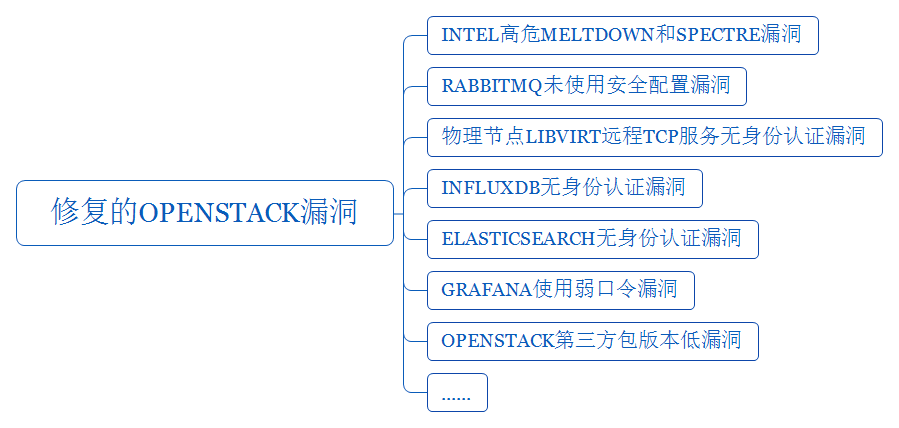 修复的OPENSTACK漏洞
INTEL高危MELTDOWN和SPECTRE漏洞
RABBITMQ未使用安全配置漏洞
物理节点LIBVIRT远程TCP服务无身份认证漏洞
INFLUXDB无身份认证漏洞
ELASTICSEARCH无身份认证漏洞
GRAFANA使用弱口令漏洞
OPENSTACK第三方包版本低漏洞
……